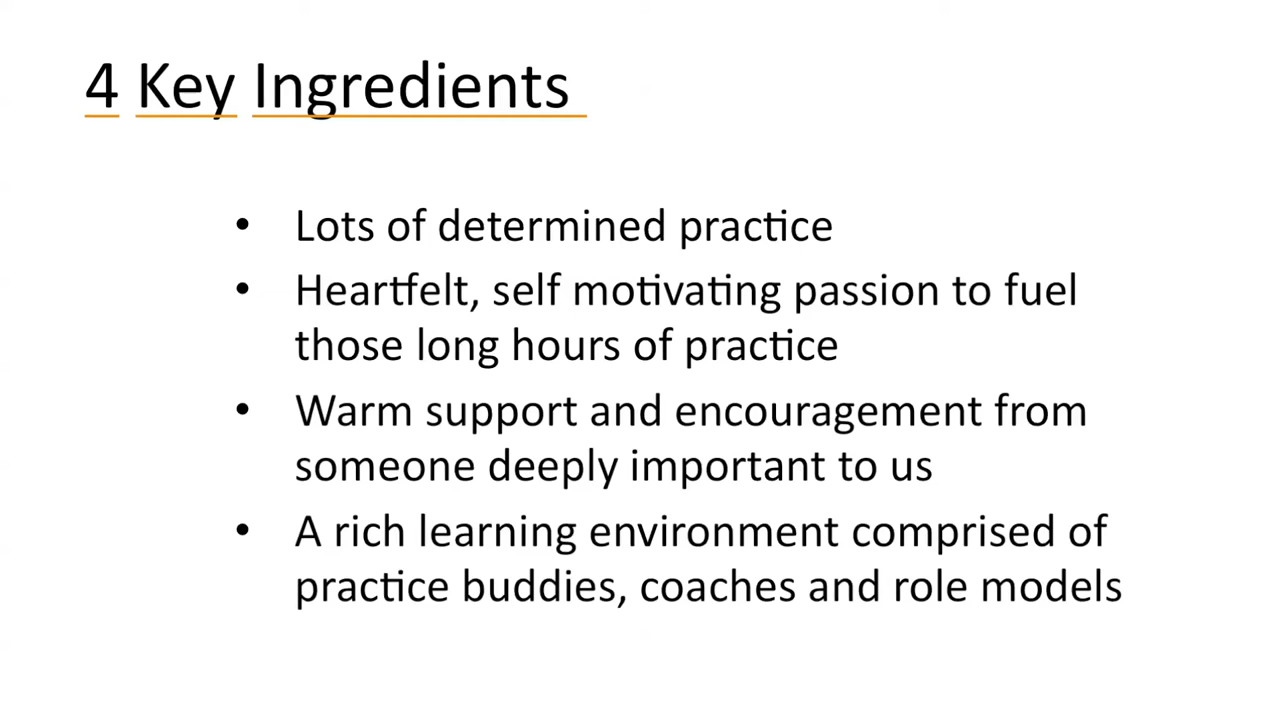 4 Key Ingredients
• Lots of determined practice
• Heartfelt, self motivating passion to fuel
those long hours of practice
• Warm support and encouragement from
someone deeply important to us
• A rich learning environment comprised of
practice buddies, coaches and role models